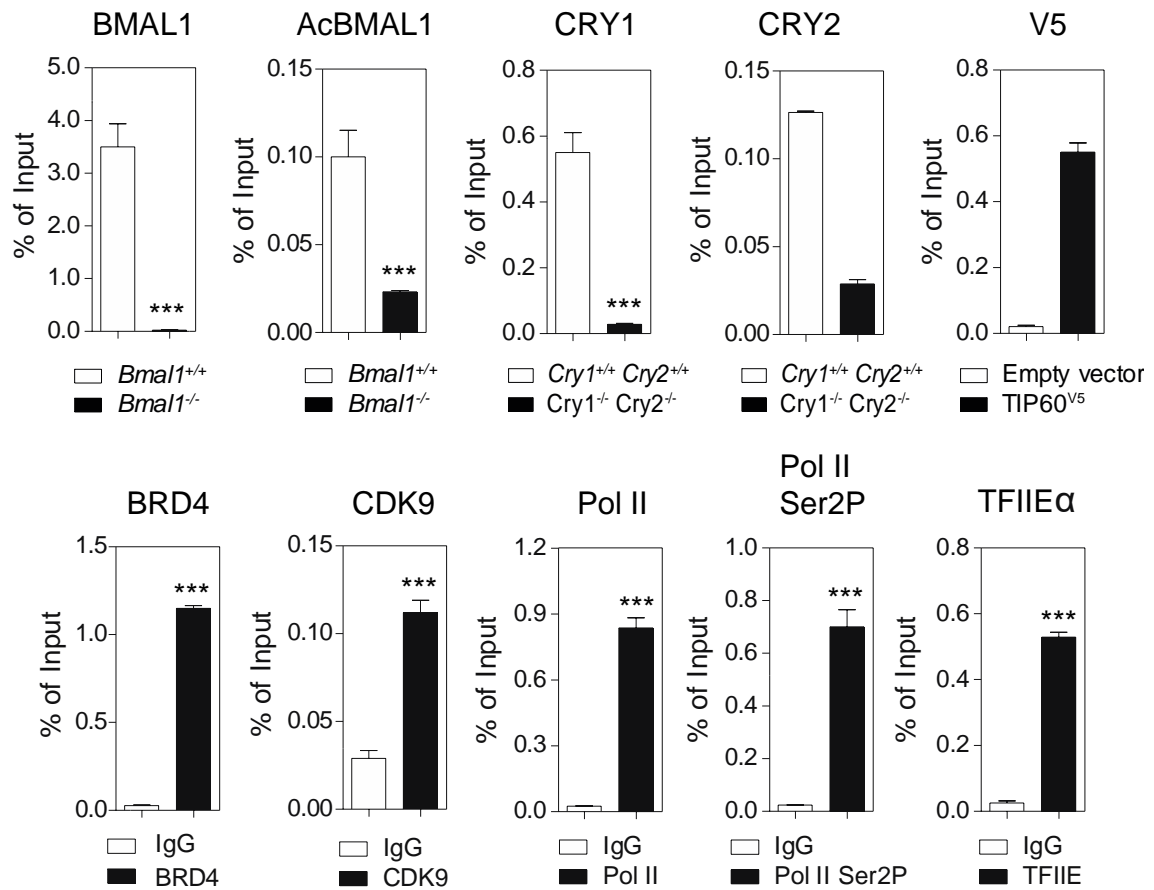 BMAL1
AcBMAL1
CRY1
CRY2
V5
% of Input
5.0
4.0
3.0
2.0
1.0
0.0
***
% of Input
0.15
0.10
0.05
0.00
***
% of Input
0.8
0.6
0.4
0.2
0.0
***
% of Input
0.15
0.10
0.05
0.00
% of Input
0.8
0.6
0.4
0.2
0.0
Bmal1+/+
Bmal1-/-
Bmal1+/+
Bmal1-/-
Cry1+/+ Cry2+/+
Cry1-/- Cry2-/-
Cry1+/+ Cry2+/+
Cry1-/- Cry2-/-
Empty vector
TIP60V5
BRD4
CDK9
Pol II
Pol II
Ser2P
TFIIEα
% of Input
1.5
1.0
0.5
0.0
***
% of Input
0.15
0.10
0.05
0.00
***
% of Input
1.2
0.9
0.6
0.3
0.0
***
% of Input
1.0
0.8
0.6
0.4
0.2
0.0
***
% of Input
0.8
0.6
0.4
0.2
0.0
***
IgG
BRD4
IgG
CDK9
IgG
Pol II
IgG
Pol II Ser2P
IgG
TFIIE